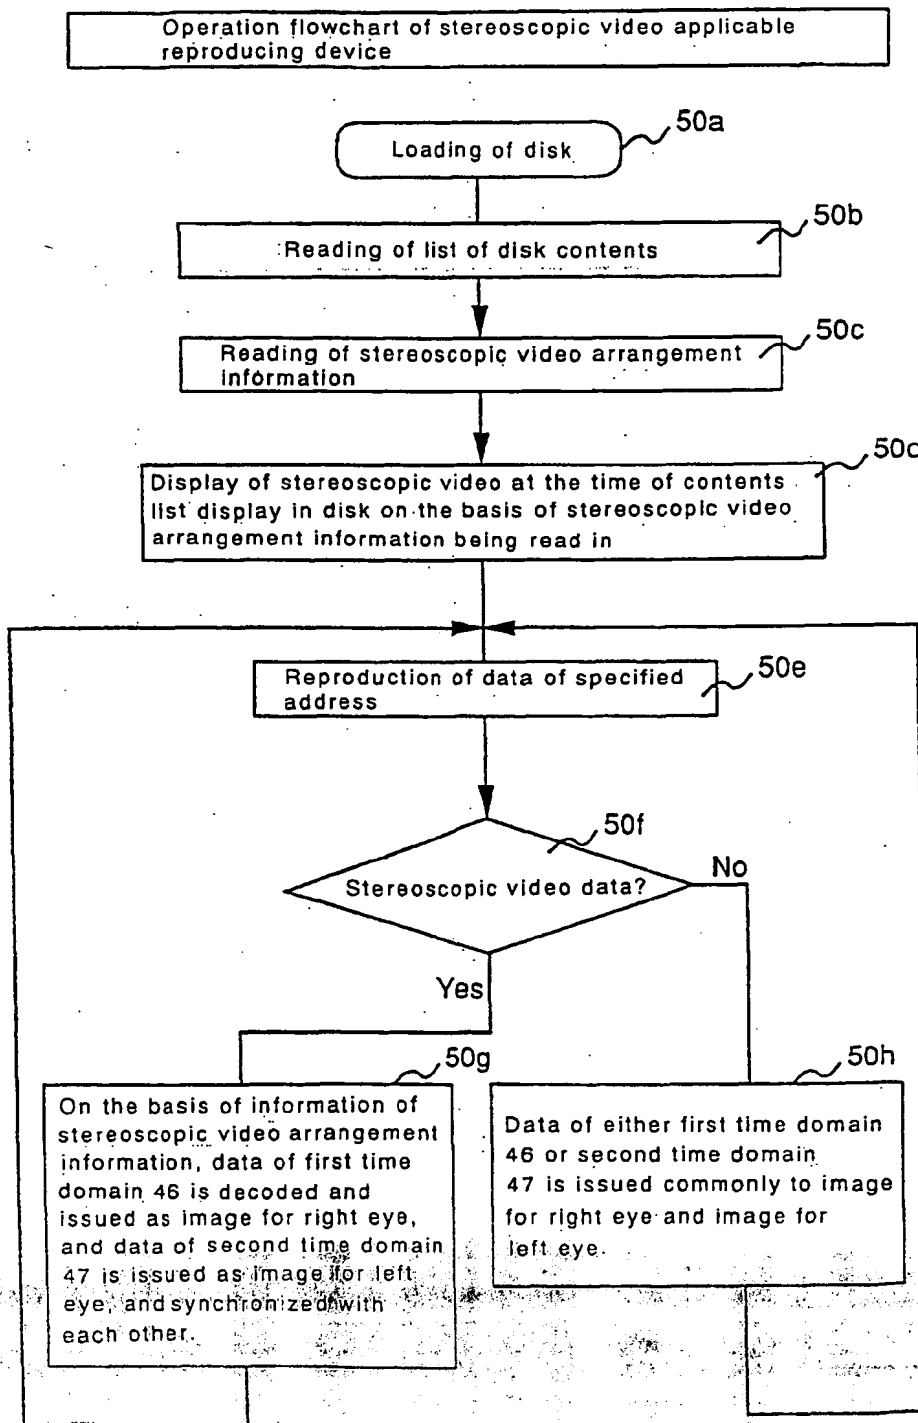 Operation flowchart of stereoscopic video applicable
reproducing device
50a
Loading of disk
50b
Reading of list of disk contents
50c
Reading of stereoscopic video arrangement
information
50d
Display of stereoscopic video at the time of contents
list display in disk on the basis of stereoscopic video
arrangement information being read in
50e
Reproduction of data of specified
address
50f
Stereoscopic video data?
No
Yes
50g
On the basis of information of
stereoscopic video arrangement
information, data of first time
domain 46 is decoded and
issued as image for right eye,
and data of second time domain
47 is issued as image for left
eye, and synchronized with
each other.
50h
Data of either first time domain
46 or second time domain
47 is issued commonly to image
for right eye and image for
left eye.